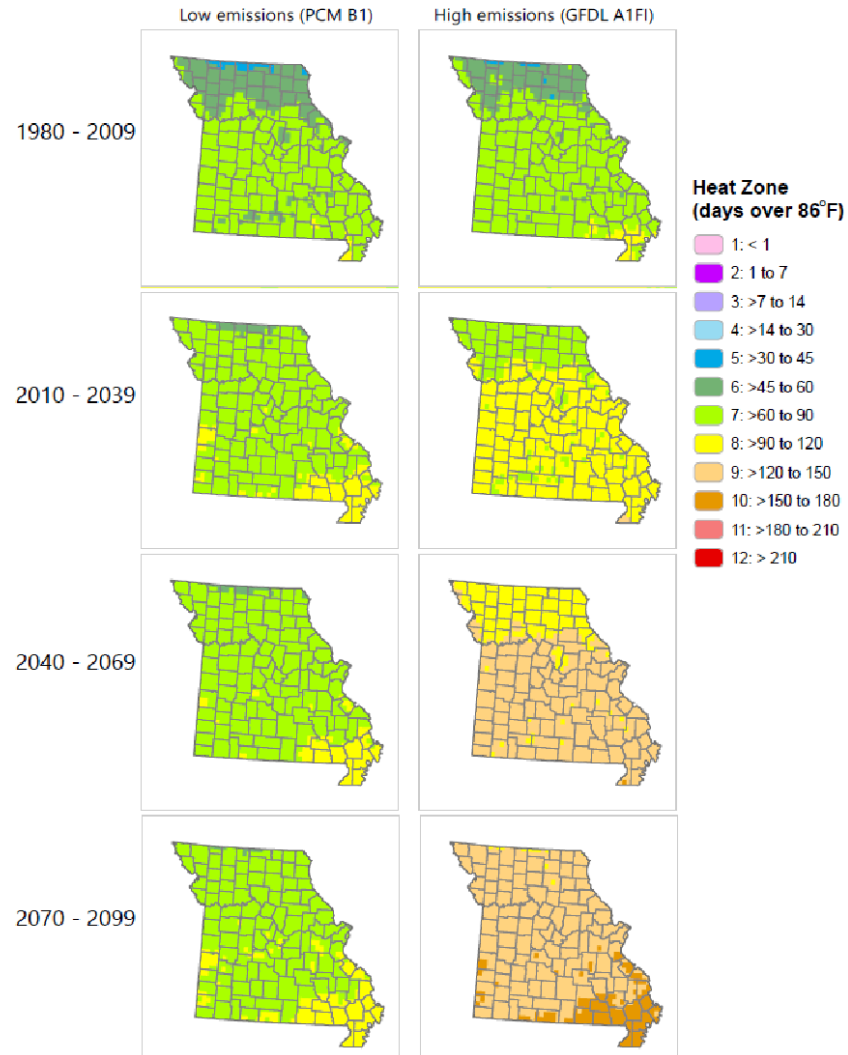 Low emissions (PCM B1)
High emissions (GFDL A1FI)
1980 - 2009
2010 - 2039
2040 - 2069
2070 - 2099
Heat Zone
(days over 86°F)
1: < 1
2: 1 to 7
3: >7 to 14
4: >14 to 30
5: >30 to 45
6: >45 to 60
7: >60 to 90
8: >90 to 120
9: >120 to 150
10: >150 to 180
11: >180 to 210
12: > 210